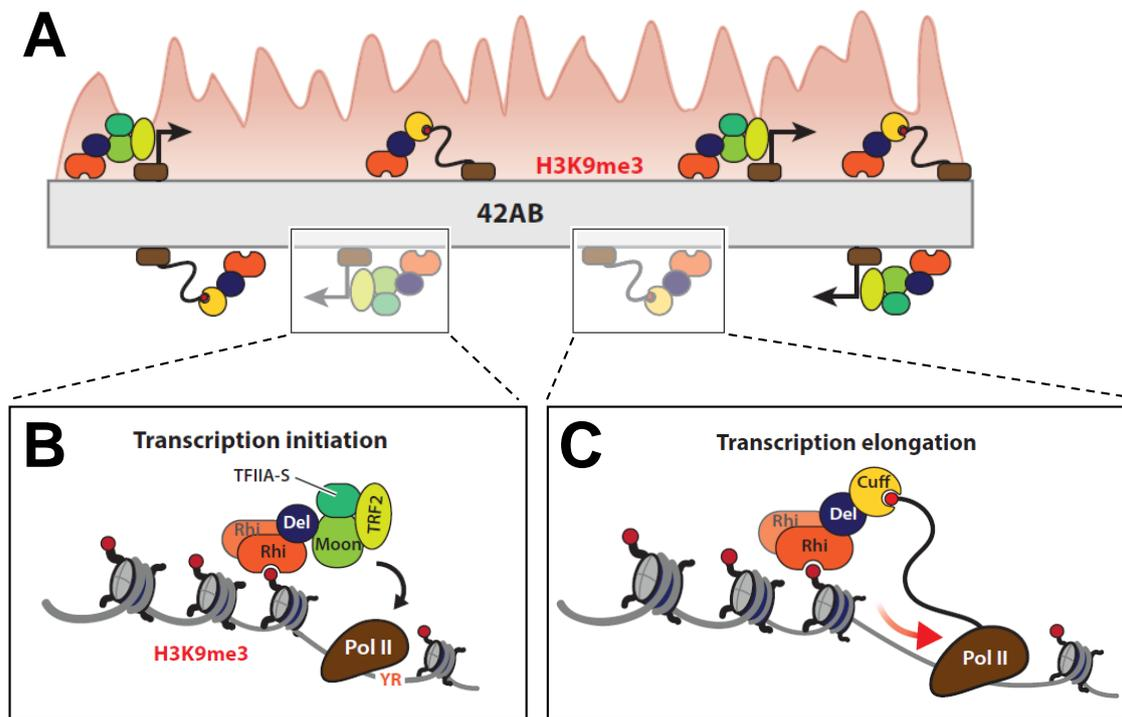 A
H3K9me3
42AB
B
Transcription initiation
TFIIA-S
Rhi
Del
Rhi
Moon
TRF2
H3K9me3
Pol II
YR
C
Transcription elongation
Cuff
Rhi
Del
Rhi
Pol II